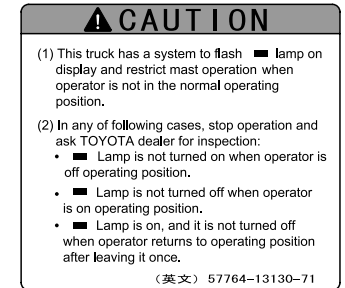 CAUTION
(1) This truck has a system to flash lamp on
display and restrict mast operation when
operator is not in the normal operating
position.
(2) In any of following cases, stop operation and
ask TOYOTA dealer for inspection:
• Lamp is not turned on when operator is
off operating position.
• Lamp is not turned off when operator
is on operating position.
• Lamp is on, and it is not turned off
when operator returns to operating position
after leaving it once.
(英文) 57764-13130-71